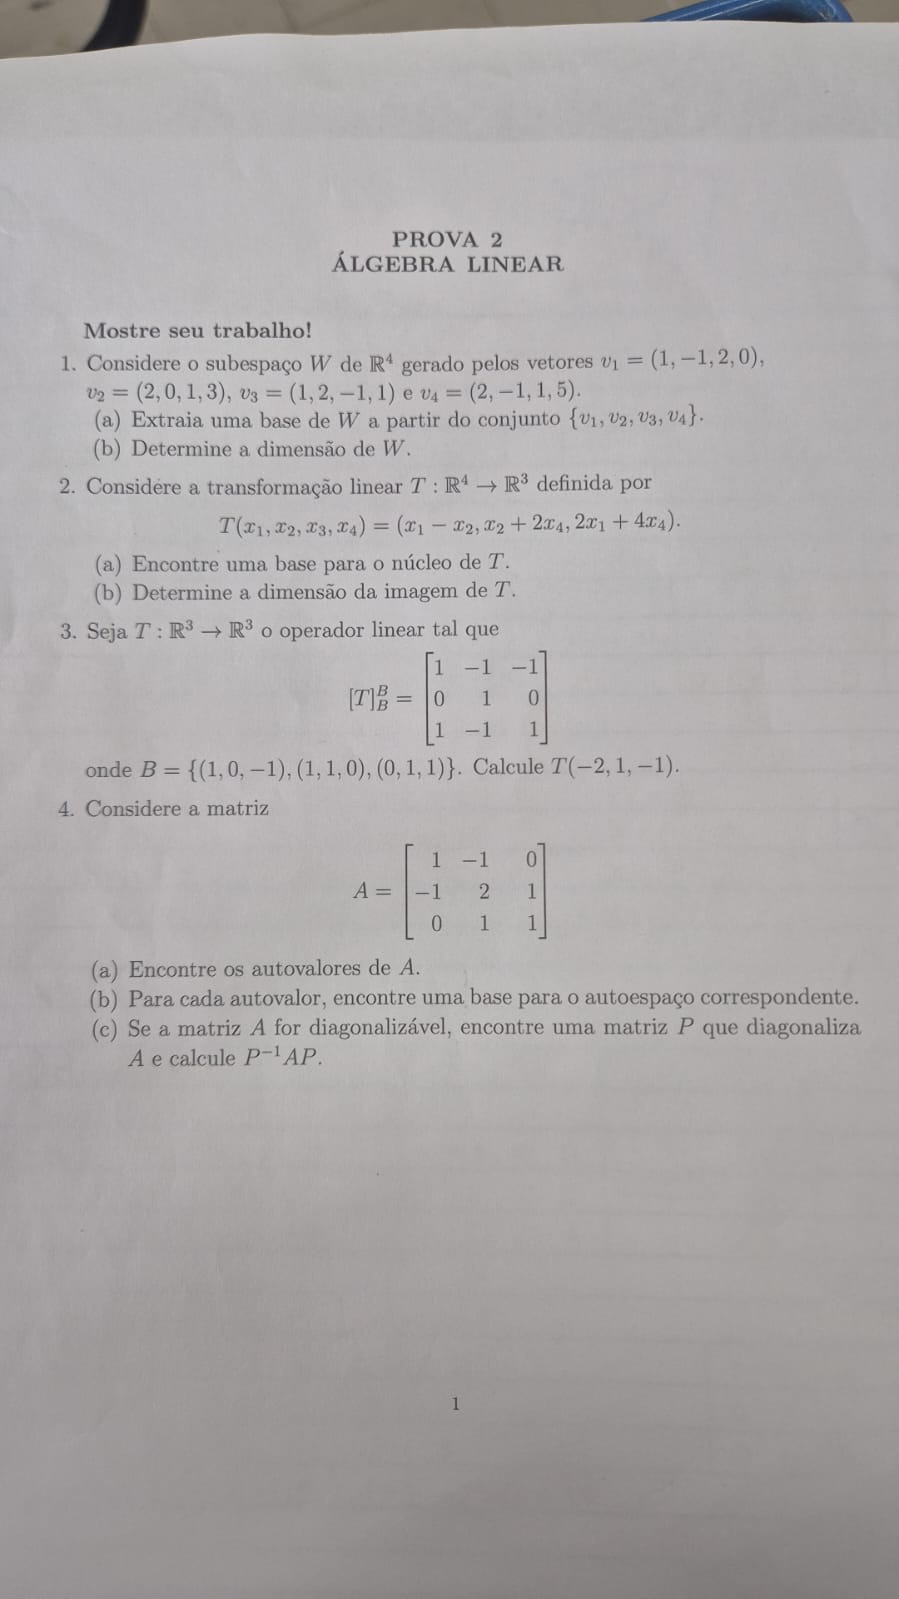 PROVA 2
ÁLGEBRA LINEAR
Mostre seu trabalho!
1. Considere o subespaço W de ℝ⁴ gerado pelos vetores v₁ = (1, −1, 2, 0),
v₂ = (2, 0, 1, 3), v₃ = (1, 2, −1, 1) e v₄ = (2, −1, 1, 5).
(a) Extraia uma base de W a partir do conjunto {v₁, v₂, v₃, v₄}.
(b) Determine a dimensão de W.
2. Considere a transformação linear T : ℝ⁴ → ℝ³ definida por
T(x₁, x₂, x₃, x₄) = (x₁ − x₂, x₂ + 2x₄, 2x₁ + 4x₄).
(a) Encontre uma base para o núcleo de T.
(b) Determine a dimensão da imagem de T.
3. Seja T : ℝ³ → ℝ³ o operador linear tal que
1 −1 −1
[T]_B^B = 0 1 0
1 −1 1
onde B = {(1, 0, −1), (1, 1, 0), (0, 1, 1)}. Calcule T(−2, 1, −1).
4. Considere a matriz
1 −1 0
A = −1 2 1
0 1 1
(a) Encontre os autovalores de A.
(b) Para cada autovalor, encontre uma base para o autoespaço correspondente.
(c) Se a matriz A for diagonalizável, encontre uma matriz P que diagonaliza
A e calcule P⁻¹AP.
1